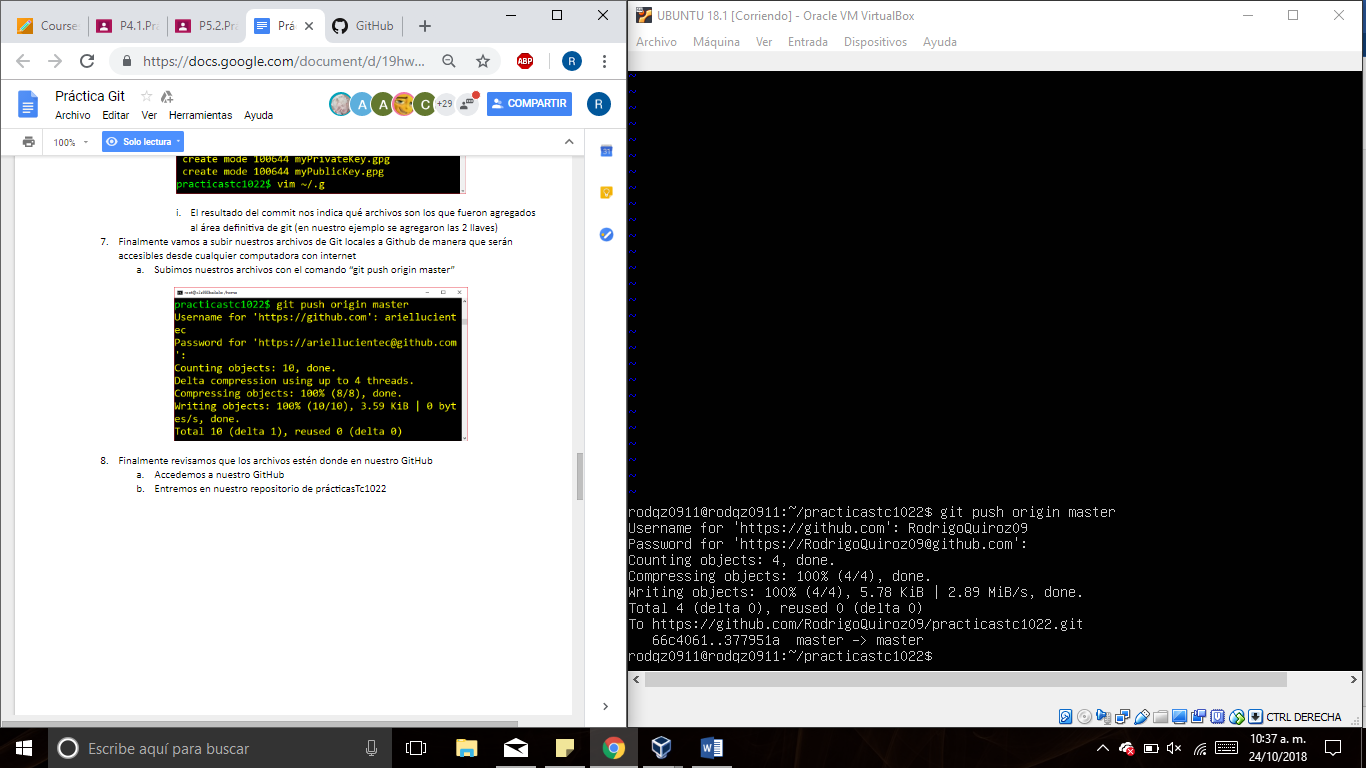 Course
P4.1.Pr
P5.2.Pr
Prá
GitHub
https://docs.google.com/document/d/19hw...
ABP
R
Práctica Git
Archivo Editar Ver Herramientas Ayuda
A A C +29
COMPARTIR
R
100%
Solo lectura
31
create mode 100644 myPrivateKey.gpg
create mode 100644 myPublicKey.gpg
practicastc1022$ vim ~/.g
i. El resultado del commit nos indica qué archivos son los que fueron agregados
al área definitiva de git (en nuestro ejemplo se agregaron las 2 llaves)
7. Finalmente vamos a subir nuestros archivos de Git locales a Github de manera que serán
accesibles desde cualquier computadora con internet
a. Subimos nuestros archivos con el comando “git push origin master”
practicastc1022$ git push origin master
Username for 'https://github.com': ariellucient
ec
Password for 'https://ariellucientec@github.com
':
Counting objects: 10, done.
Delta compression using up to 4 threads.
Compressing objects: 100% (8/8), done.
Writing objects: 100% (10/10), 3.59 KiB | 0 byt
es/s, done.
Total 10 (delta 1), reused 0 (delta 0)
8. Finalmente revisamos que los archivos estén donde en nuestro GitHub
a. Accedemos a nuestro GitHub
b. Entremos en nuestro repositorio de prácticasTc1022
UBUNTU 18.1 [Corriendo] - Oracle VM VirtualBox
Archivo Máquina Ver Entrada Dispositivos Ayuda
rodqz0911@rodqz0911:~/practicastc1022$ git push origin master
Username for 'https://github.com': RodrigoQuiroz09
Password for 'https://RodrigoQuiroz09@github.com':
Counting objects: 4, done.
Compressing objects: 100% (4/4), done.
Writing objects: 100% (4/4), 5.78 KiB | 2.89 MiB/s, done.
Total 4 (delta 0), reused 0 (delta 0)
To https://github.com/RodrigoQuiroz09/practicastc1022.git
66c4061..377951a master -> master
rodqz0911@rodqz0911:~/practicastc1022$
CTRL DERECHA
Escribe aquí para buscar
10:37 a. m.
24/10/2018